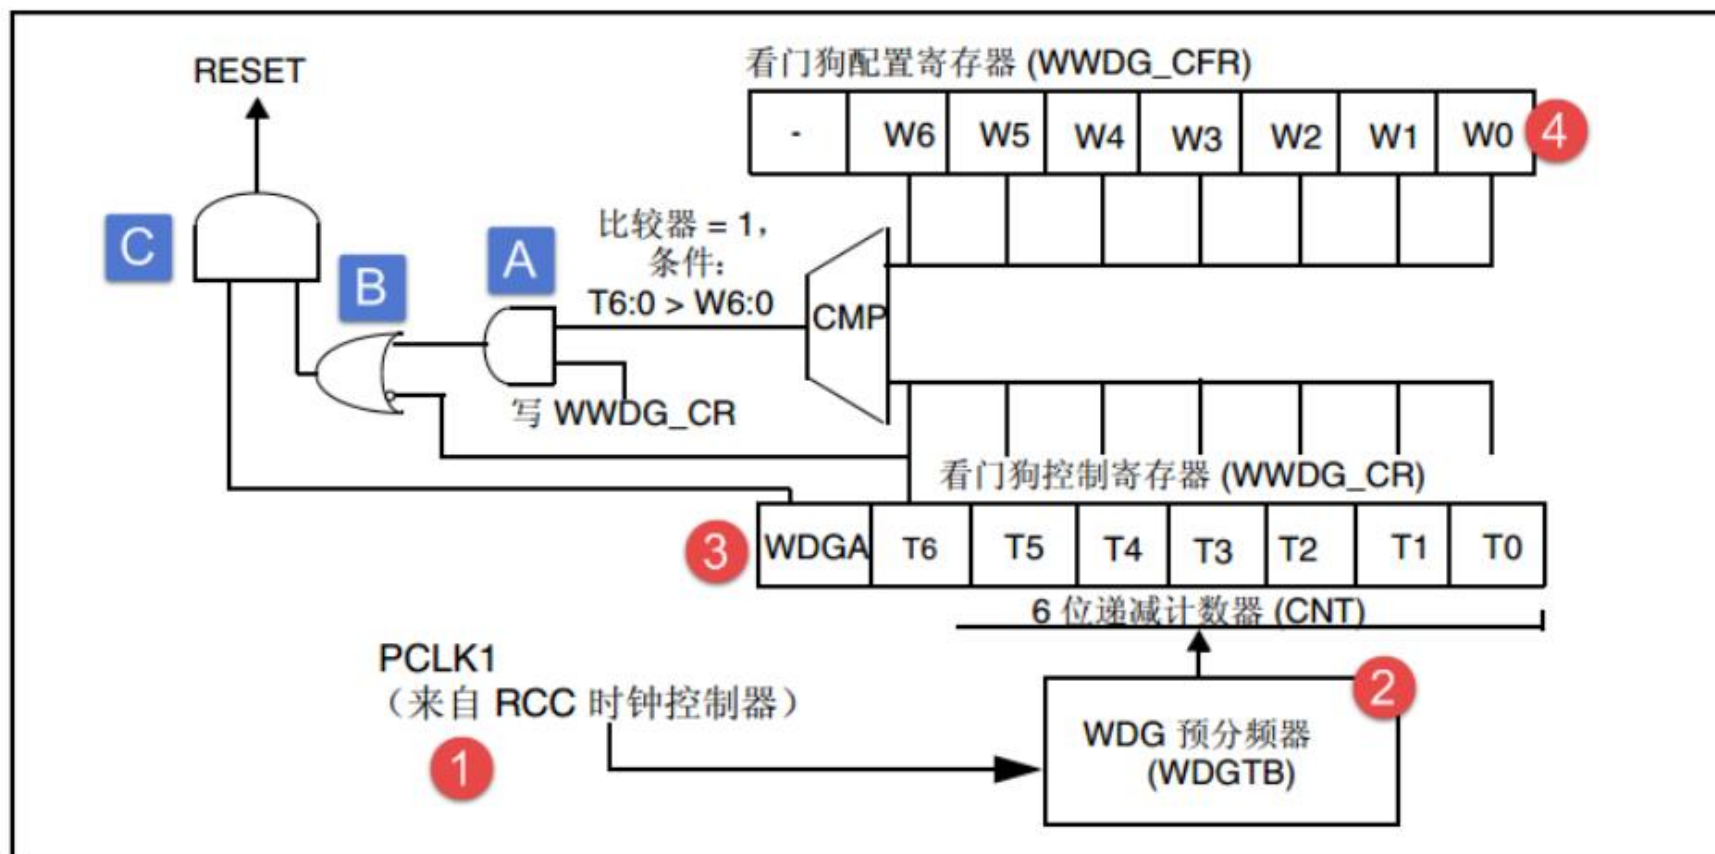 RESET
看门狗配置寄存器 (WWDG_CFR)
- W6 W5 W4 W3 W2 W1 W0 4
C
B
A
比较器 = 1,
条件:
T6:0 > W6:0
CMP
写 WWDG_CR
看门狗控制寄存器 (WWDG_CR)
3 WDGA T6 T5 T4 T3 T2 T1 T0
6 位递减计数器 (CNT)
PCLK1
（来自 RCC 时钟控制器）
1
2
WDG 预分频器
(WDGTB)